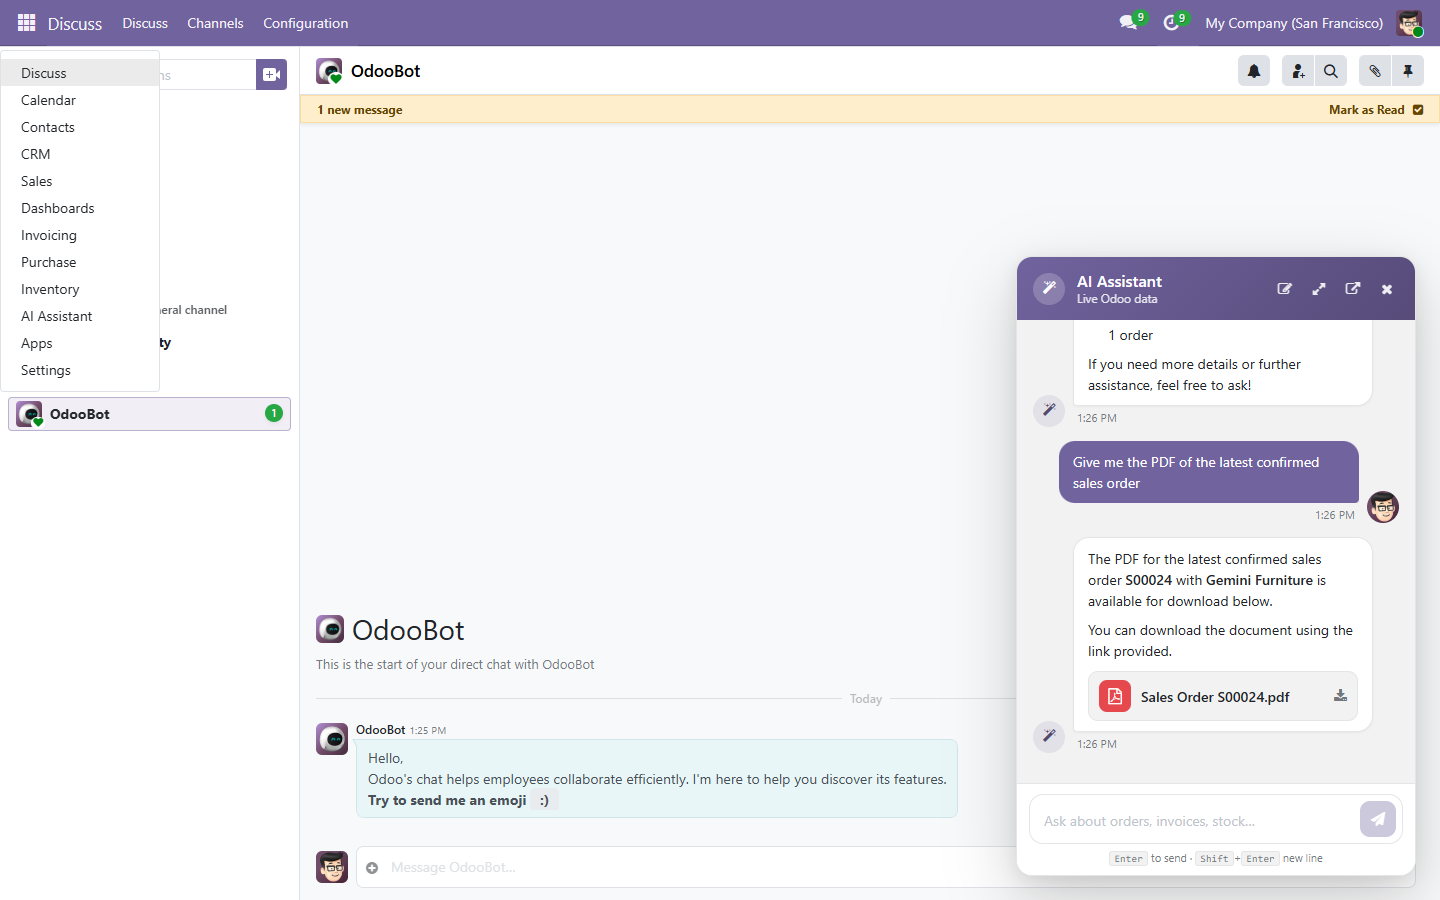 Discuss
Discuss
Channels
Configuration
9
9
My Company (San Francisco)
Discuss
Calendar
Contacts
CRM
Sales
Dashboards
Invoicing
Purchase
Inventory
AI Assistant
Apps
Settings
OdooBot
1
OdooBot
1 new message
Mark as Read
OdooBot
This is the start of your direct chat with OdooBot
Today
OdooBot 1:25 PM
Hello,
Odoo's chat helps employees collaborate efficiently. I'm here to help you discover its features.
Try to send me an emoji :)
Message OdooBot...
AI Assistant
Live Odoo data
1 order
If you need more details or further
assistance, feel free to ask!
1:26 PM
Give me the PDF of the latest confirmed
sales order
1:26 PM
The PDF for the latest confirmed sales
order S00024 with Gemini Furniture is
available for download below.
You can download the document using the
link provided.
Sales Order S00024.pdf
1:26 PM
Ask about orders, invoices, stock...
Enter to send · Shift+Enter new line
channel